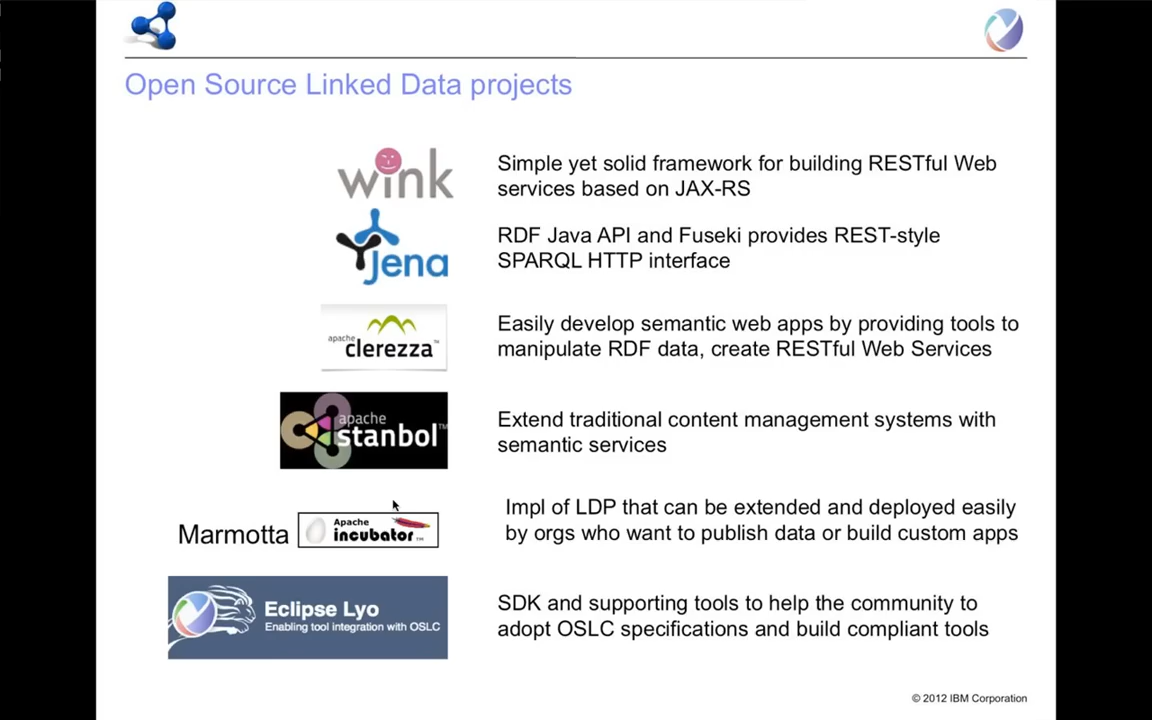 Open Source Linked Data projects
wink
Simple yet solid framework for building RESTful Web
services based on JAX-RS
Jena
RDF Java API and Fuseki provides REST-style
SPARQL HTTP interface
apache
clerezza™
Easily develop semantic web apps by providing tools to
manipulate RDF data, create RESTful Web Services
apache
stanbol™
Extend traditional content management systems with
semantic services
Marmotta
Apache
incubator™
Impl of LDP that can be extended and deployed easily
by orgs who want to publish data or build custom apps
Eclipse Lyo
Enabling tool integration with OSLC
SDK and supporting tools to help the community to
adopt OSLC specifications and build compliant tools
© 2012 IBM Corporation